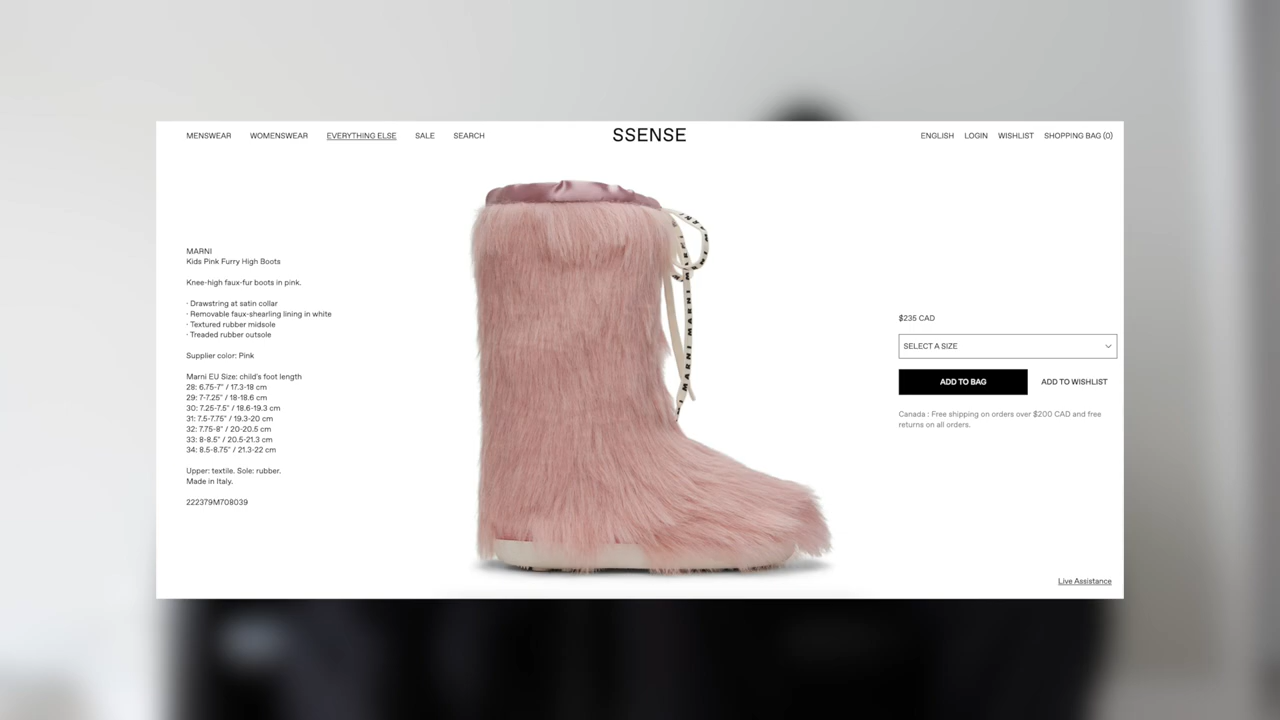 MENSWEAR WOMENSWEAR EVERYTHING ELSE SALE SEARCH SSENSE ENGLISH LOGIN WISHLIST SHOPPING BAG (0)
MARNI
Kids Pink Furry High Boots
Knee-high faux-fur boots in pink.
· Drawstring at satin collar
· Removable faux-shearling lining in white
· Textured rubber midsole
· Treaded rubber outsole
Supplier color: Pink
Marni EU Size: child's foot length
28: 6.75-7" / 17.3-18 cm
29: 7-7.25" / 18-18.6 cm
30: 7.25-7.5" / 18.6-19.3 cm
31: 7.5-7.75" / 19.3-20 cm
32: 7.75-8" / 20-20.5 cm
33: 8-8.5" / 20.5-21.3 cm
34: 8.5-8.75" / 21.3-22 cm
Upper: textile. Sole: rubber.
Made in Italy.
222379M708039
MARNI MARNI
$235 CAD
SELECT A SIZE
ADD TO BAG ADD TO WISHLIST
Canada : Free shipping on orders over $200 CAD and free
returns on all orders.
Live Assistance